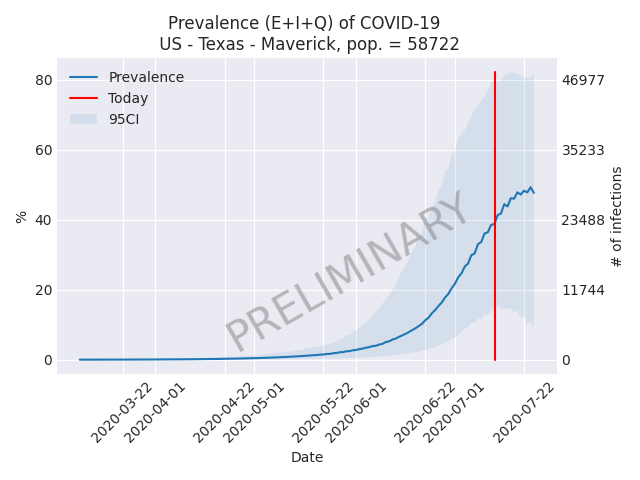 Prevalence (E+I+Q) of COVID-19
US - Texas - Maverick, pop. = 58722
Prevalence
Today
95CI
80
60
40
20
0
%
46977
35233
23488
11744
0
# of infections
PRELIMINARY
2020-03-22
2020-04-01
2020-04-22
2020-05-01
2020-05-22
2020-06-01
2020-06-22
2020-07-01
2020-07-22
Date